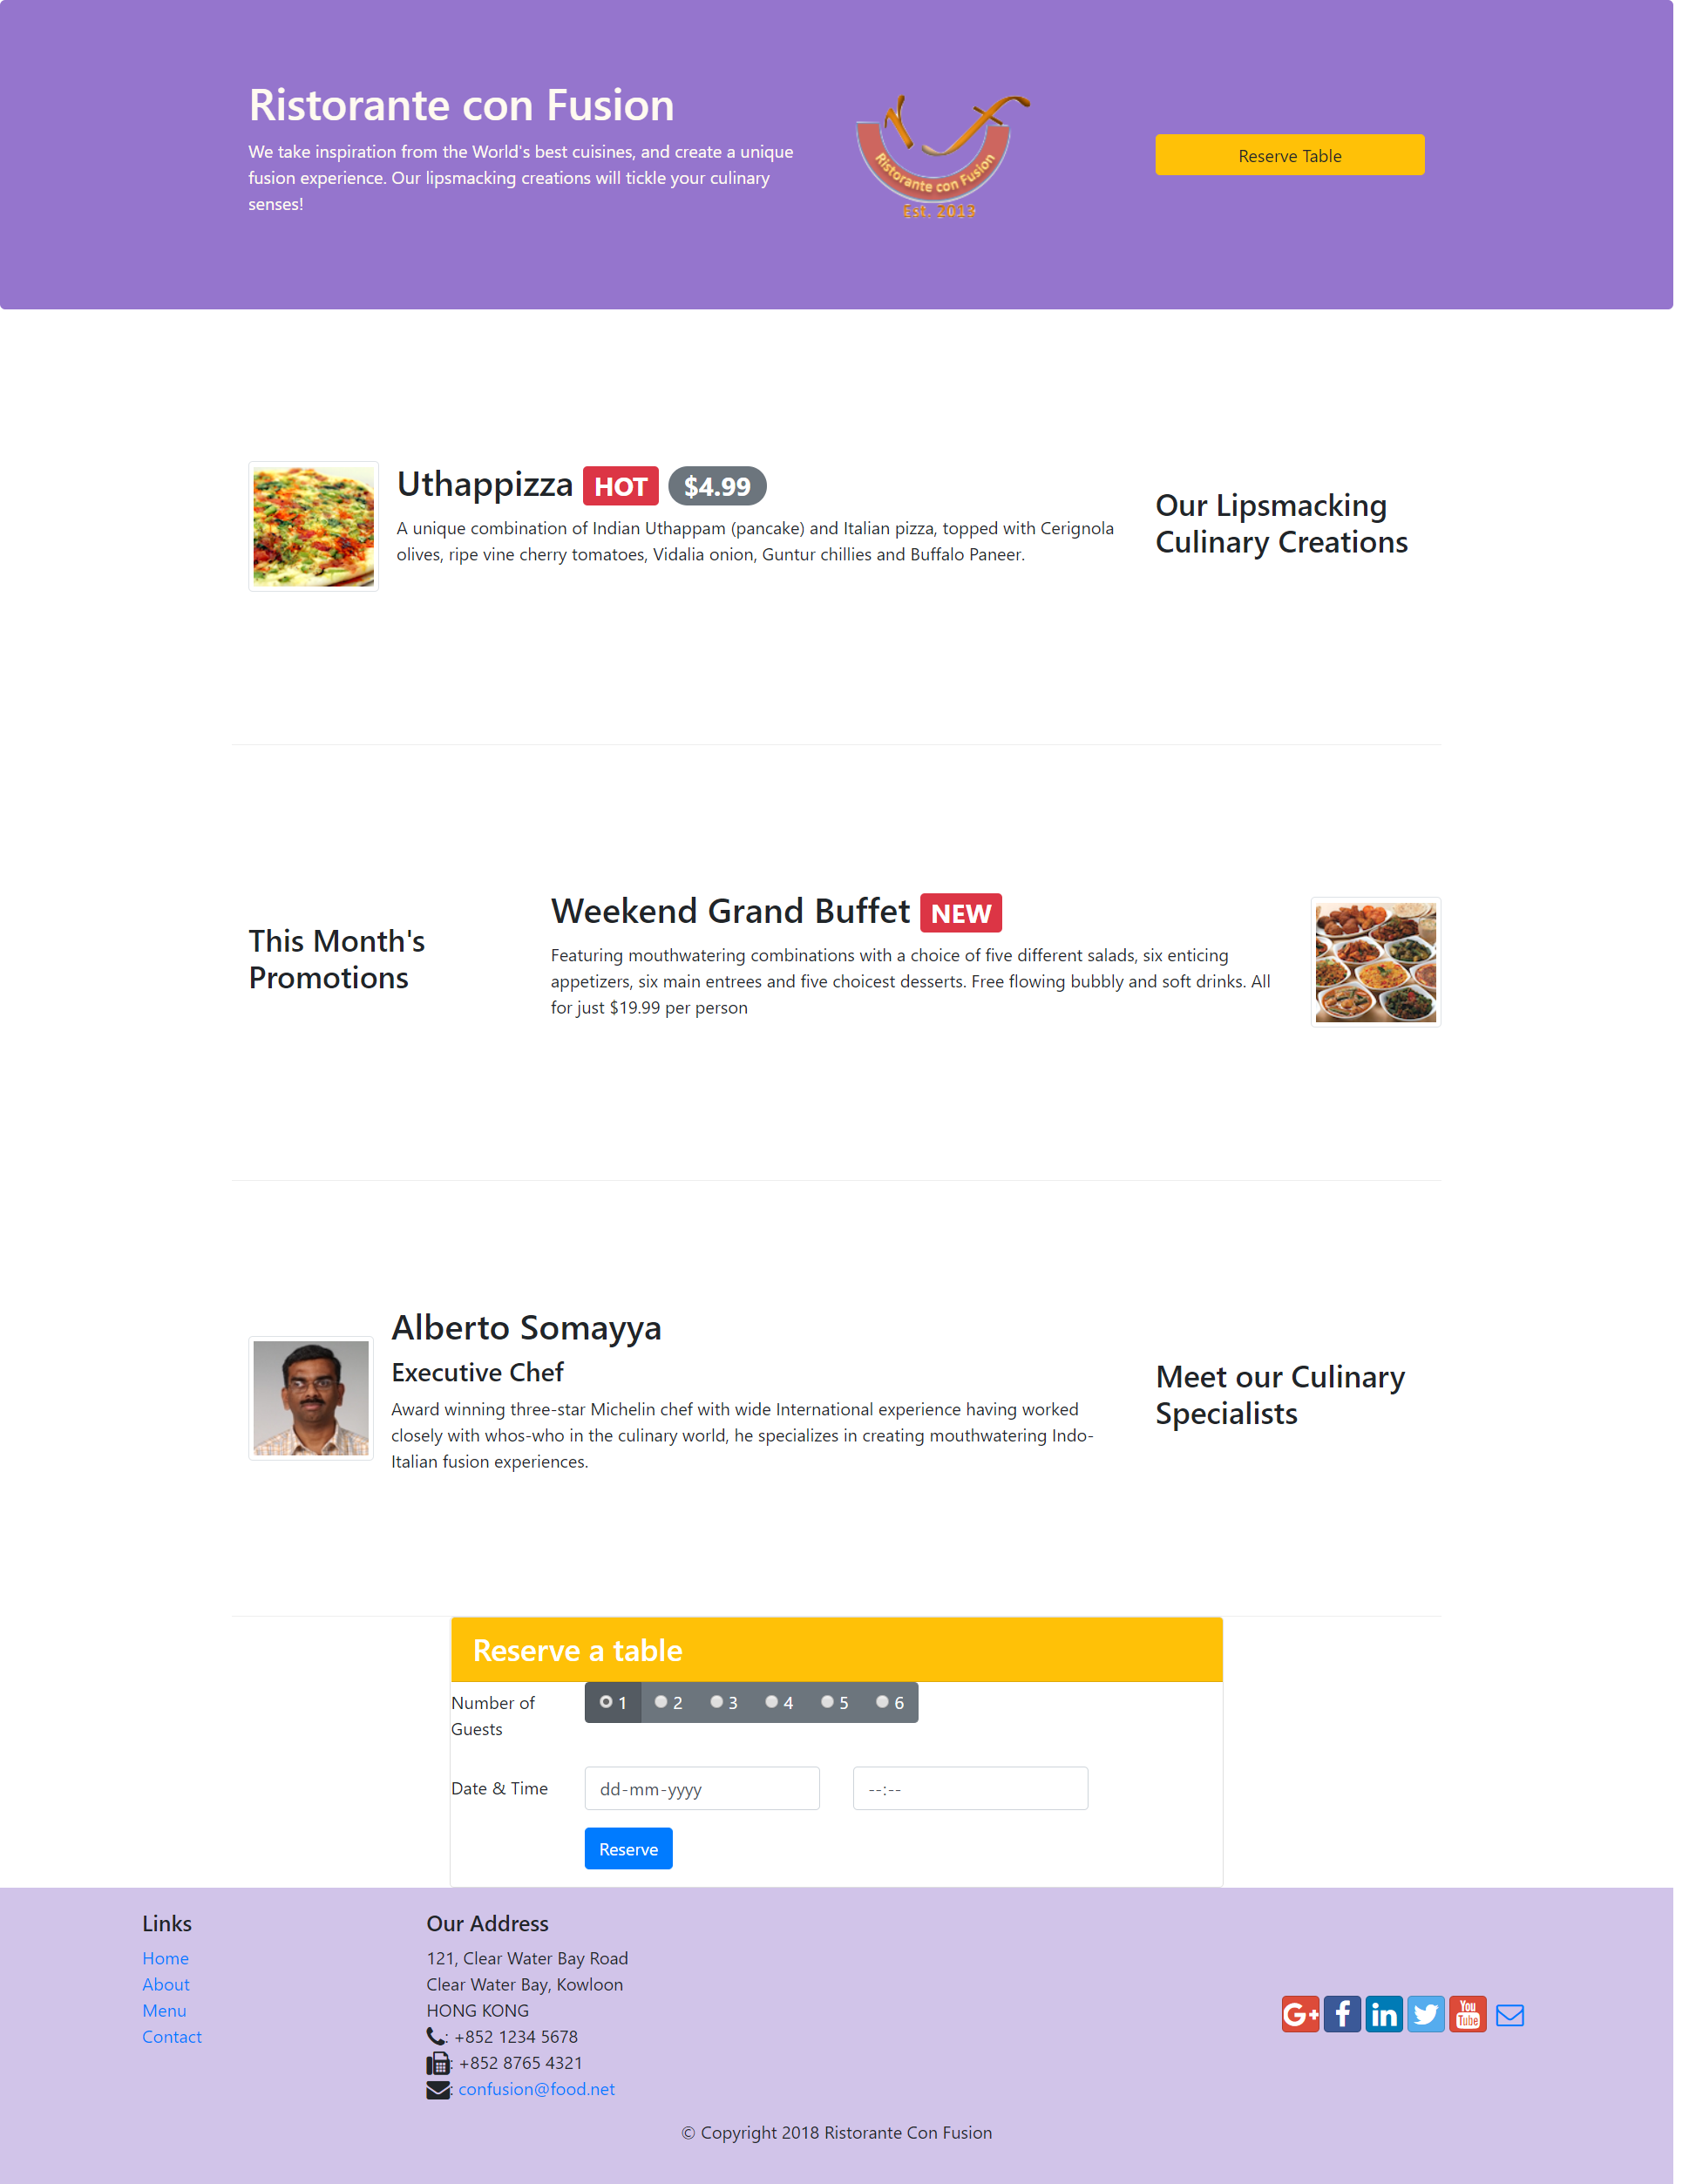 Ristorante con Fusion
We take inspiration from the World's best cuisines, and create a unique
fusion experience. Our lipsmacking creations will tickle your culinary
senses!
Ristorante con Fusion
Est. 2013
Reserve Table
Uthappizza HOT $4.99
A unique combination of Indian Uthappam (pancake) and Italian pizza, topped with Cerignola
olives, ripe vine cherry tomatoes, Vidalia onion, Guntur chillies and Buffalo Paneer.
Our Lipsmacking
Culinary Creations
This Month's
Promotions
Weekend Grand Buffet NEW
Featuring mouthwatering combinations with a choice of five different salads, six enticing
appetizers, six main entrees and five choicest desserts. Free flowing bubbly and soft drinks. All
for just $19.99 per person
Alberto Somayya
Executive Chef
Award winning three-star Michelin chef with wide International experience having worked
closely with whos-who in the culinary world, he specializes in creating mouthwatering Indo-
Italian fusion experiences.
Meet our Culinary
Specialists
Reserve a table
Number of
Guests
1 2 3 4 5 6
Date & Time
dd-mm-yyyy
--:--
Reserve
Links
Home
About
Menu
Contact
Our Address
121, Clear Water Bay Road
Clear Water Bay, Kowloon
HONG KONG
: +852 1234 5678
: +852 8765 4321
: confusion@food.net
G+ f in You Tube
© Copyright 2018 Ristorante Con Fusion